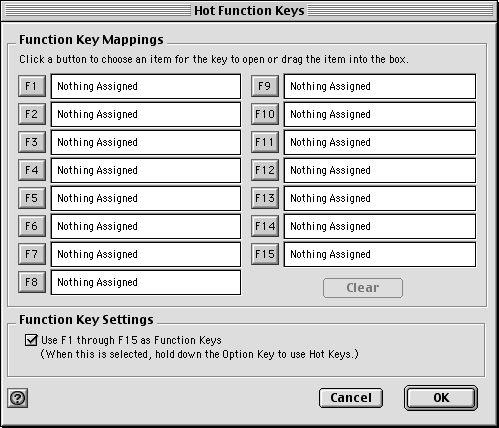 Hot Function Keys
Function Key Mappings
Click a button to choose an item for the key to open or drag the item into the box.
F1 Nothing Assigned
F2 Nothing Assigned
F3 Nothing Assigned
F4 Nothing Assigned
F5 Nothing Assigned
F6 Nothing Assigned
F7 Nothing Assigned
F8 Nothing Assigned
F9 Nothing Assigned
F10 Nothing Assigned
F11 Nothing Assigned
F12 Nothing Assigned
F13 Nothing Assigned
F14 Nothing Assigned
F15 Nothing Assigned
Clear
Function Key Settings
Use F1 through F15 as Function Keys
(When this is selected, hold down the Option Key to use Hot Keys.)
?
Cancel
OK